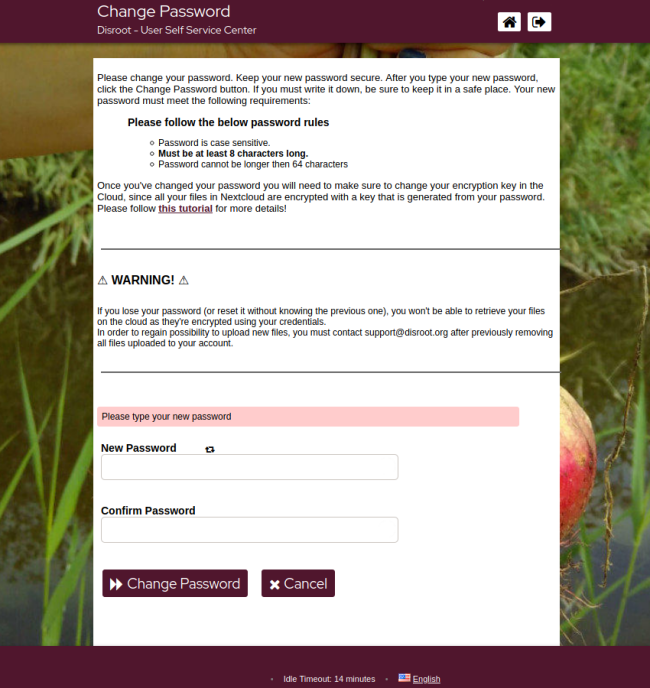 Change Password
Disroot - User Self Service Center
Please change your password. Keep your new password secure. After you type your new password,
click the Change Password button. If you must write it down, be sure to keep it in a safe place. Your new
password must meet the following requirements:
Please follow the below password rules
Password is case sensitive.
Must be at least 8 characters long.
Password cannot be longer then 64 characters
Once you've changed your password you will need to make sure to change your encryption key in the
Cloud, since all your files in Nextcloud are encrypted with a key that is generated from your password.
Please follow this tutorial for more details!
⚠ WARNING! ⚠
If you lose your password (or reset it without knowing the previous one), you won't be able to retrieve your files
on the cloud as they're encrypted using your credentials.
In order to regain possibility to upload new files, you must contact support@disroot.org after previously removing
all files uploaded to your account.
Please type your new password
New Password
Confirm Password
Change Password
Cancel
Idle Timeout: 14 minutes • English